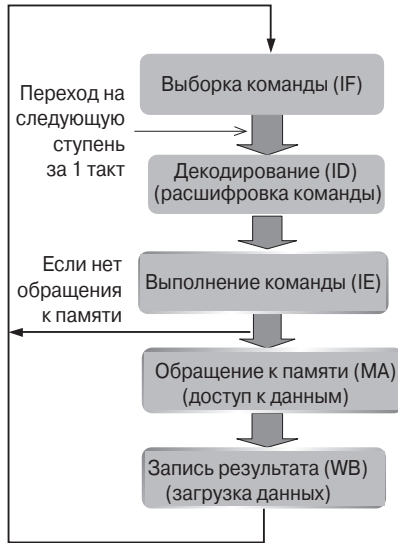 Выборка команды (IF)
Переход на
следующую
ступень
за 1 такт
Декодирование (ID)
(расшифровка команды)
Если нет
обращения
к памяти
Выполнение команды (IE)
Обращение к памяти (MA)
(доступ к данным)
Запись результата (WB)
(загрузка данных)